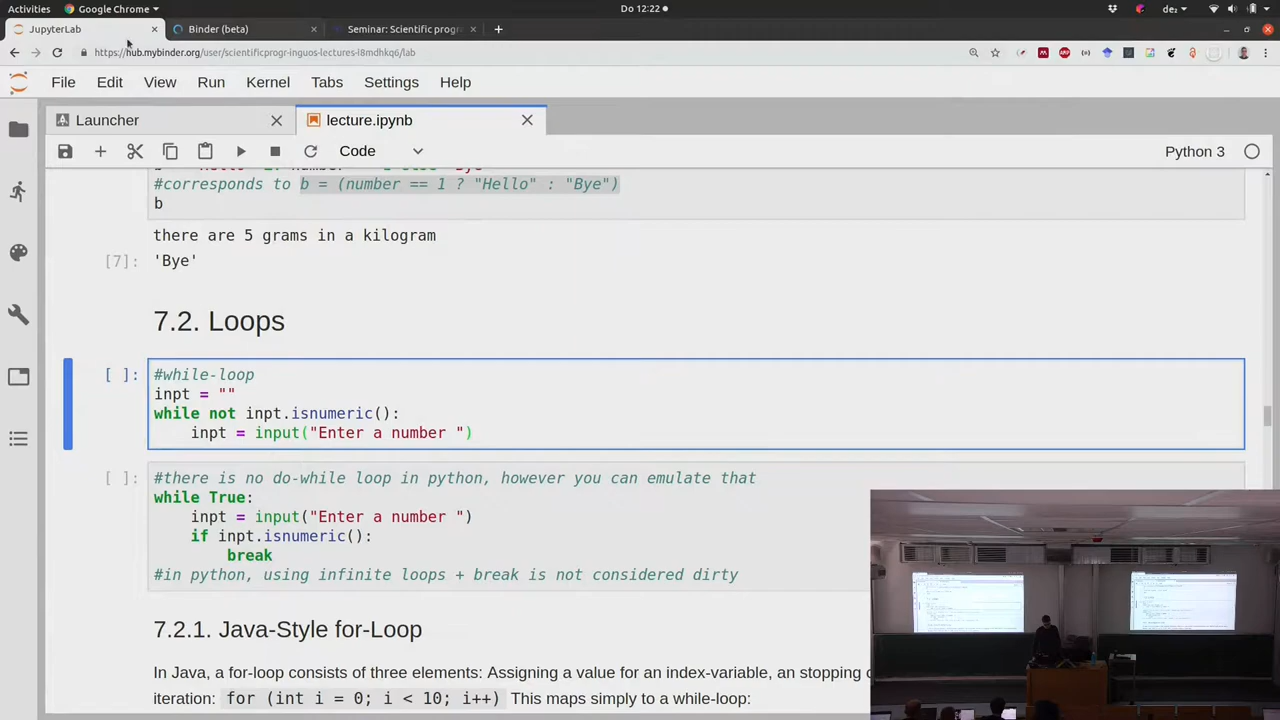 Activities Google Chrome Do 12:22 de₂
JupyterLab Binder (beta) Seminar: Scientific progr
https://hub.mybinder.org/user/scientificprogr-inguos-lectures-l8mdhkq6/lab
File Edit View Run Kernel Tabs Settings Help
Launcher lecture.ipynb
Code Python 3
#corresponds to b = (number == 1 ? "Hello" : "Bye")
b
there are 5 grams in a kilogram
[7]: 'Bye'
7.2. Loops
[ ]: #while-loop
inpt = ""
while not inpt.isnumeric():
inpt = input("Enter a number ")
[ ]: #there is no do-while loop in python, however you can emulate that
while True:
inpt = input("Enter a number ")
if inpt.isnumeric():
break
#in python, using infinite loops + break is not considered dirty
7.2.1. Java-Style for-Loop
In Java, a for-loop consists of three elements: Assigning a value for an index-variable, an stopping
iteration: for (int i = 0; i < 10; i++) This maps simply to a while-loop: